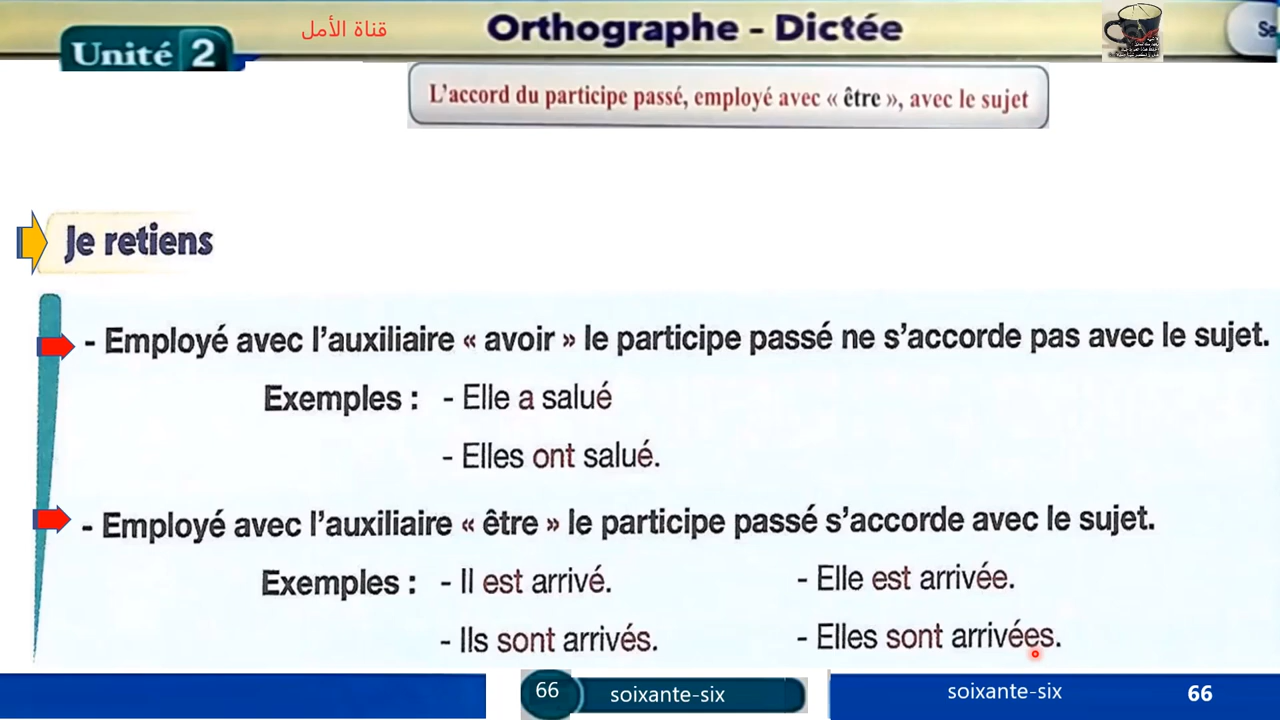 Unité 2
قناة الأمل
Orthographe - Dictée
Se
L'accord du participe passé, employé avec « être », avec le sujet
Je retiens
- Employé avec l'auxiliaire « avoir » le participe passé ne s'accorde pas avec le sujet.
Exemples : - Elle a salué
- Elles ont salué.
- Employé avec l'auxiliaire « être » le participe passé s'accorde avec le sujet.
Exemples : - Il est arrivé. - Elle est arrivée.
- Ils sont arrivés. - Elles sont arrivées.
66 soixante-six soixante-six 66